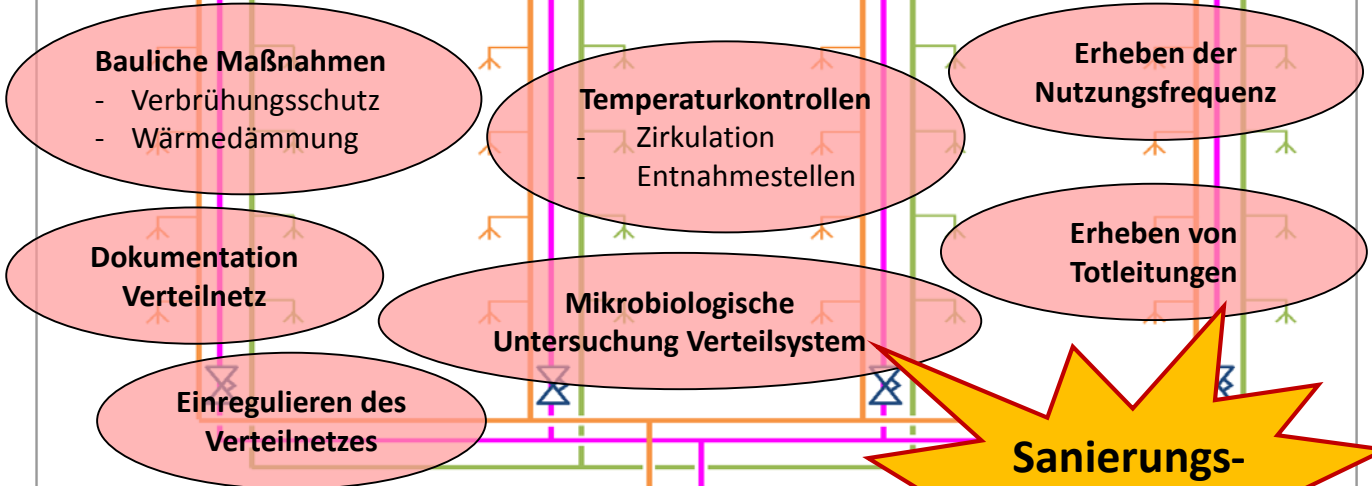 Bauliche Maßnahmen
- Verbrühungsschutz
- Wärmedämmung
Temperaturkontrollen
- Zirkulation
- Entnahmestellen
Erheben der
Nutzungsfrequenz
Dokumentation
Verteilnetz
Mikrobiologische
Untersuchung Verteilsystem
Erheben von
Totleitungen
Einregulieren des
Verteilnetzes
Sanierungs-